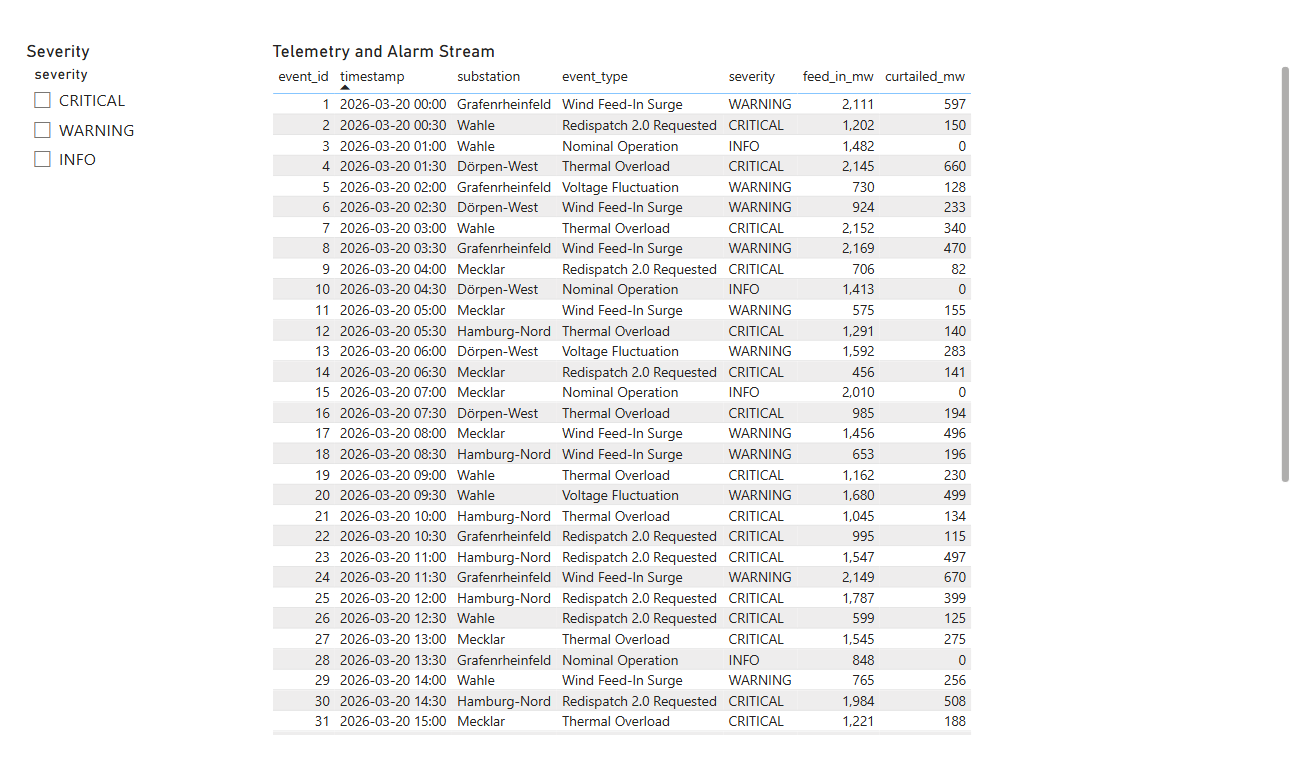 Severity
severity
CRITICAL
WARNING
INFO
Telemetry and Alarm Stream
event_id timestamp substation event_type severity feed_in_mw curtailed_mw
1 2026-03-20 00:00 Grafenrheinfeld Wind Feed-In Surge WARNING 2,111 597
2 2026-03-20 00:30 Wahle Redispatch 2.0 Requested CRITICAL 1,202 150
3 2026-03-20 01:00 Wahle Nominal Operation INFO 1,482 0
4 2026-03-20 01:30 Dörpen-West Thermal Overload CRITICAL 2,145 660
5 2026-03-20 02:00 Grafenrheinfeld Voltage Fluctuation WARNING 730 128
6 2026-03-20 02:30 Dörpen-West Wind Feed-In Surge WARNING 924 233
7 2026-03-20 03:00 Wahle Thermal Overload CRITICAL 2,152 340
8 2026-03-20 03:30 Grafenrheinfeld Wind Feed-In Surge WARNING 2,169 470
9 2026-03-20 04:00 Mecklar Redispatch 2.0 Requested CRITICAL 706 82
10 2026-03-20 04:30 Dörpen-West Nominal Operation INFO 1,413 0
11 2026-03-20 05:00 Mecklar Wind Feed-In Surge WARNING 575 155
12 2026-03-20 05:30 Hamburg-Nord Thermal Overload CRITICAL 1,291 140
13 2026-03-20 06:00 Dörpen-West Voltage Fluctuation WARNING 1,592 283
14 2026-03-20 06:30 Mecklar Redispatch 2.0 Requested CRITICAL 456 141
15 2026-03-20 07:00 Mecklar Nominal Operation INFO 2,010 0
16 2026-03-20 07:30 Dörpen-West Thermal Overload CRITICAL 985 194
17 2026-03-20 08:00 Mecklar Wind Feed-In Surge WARNING 1,456 496
18 2026-03-20 08:30 Hamburg-Nord Wind Feed-In Surge WARNING 653 196
19 2026-03-20 09:00 Wahle Thermal Overload CRITICAL 1,162 230
20 2026-03-20 09:30 Wahle Voltage Fluctuation WARNING 1,680 499
21 2026-03-20 10:00 Hamburg-Nord Thermal Overload CRITICAL 1,045 134
22 2026-03-20 10:30 Grafenrheinfeld Redispatch 2.0 Requested CRITICAL 995 115
23 2026-03-20 11:00 Hamburg-Nord Redispatch 2.0 Requested CRITICAL 1,547 497
24 2026-03-20 11:30 Grafenrheinfeld Wind Feed-In Surge WARNING 2,149 670
25 2026-03-20 12:00 Hamburg-Nord Redispatch 2.0 Requested CRITICAL 1,787 399
26 2026-03-20 12:30 Wahle Redispatch 2.0 Requested CRITICAL 599 125
27 2026-03-20 13:00 Mecklar Thermal Overload CRITICAL 1,545 275
28 2026-03-20 13:30 Grafenrheinfeld Nominal Operation INFO 848 0
29 2026-03-20 14:00 Wahle Wind Feed-In Surge WARNING 765 256
30 2026-03-20 14:30 Hamburg-Nord Redispatch 2.0 Requested CRITICAL 1,984 508
31 2026-03-20 15:00 Mecklar Thermal Overload CRITICAL 1,221 188